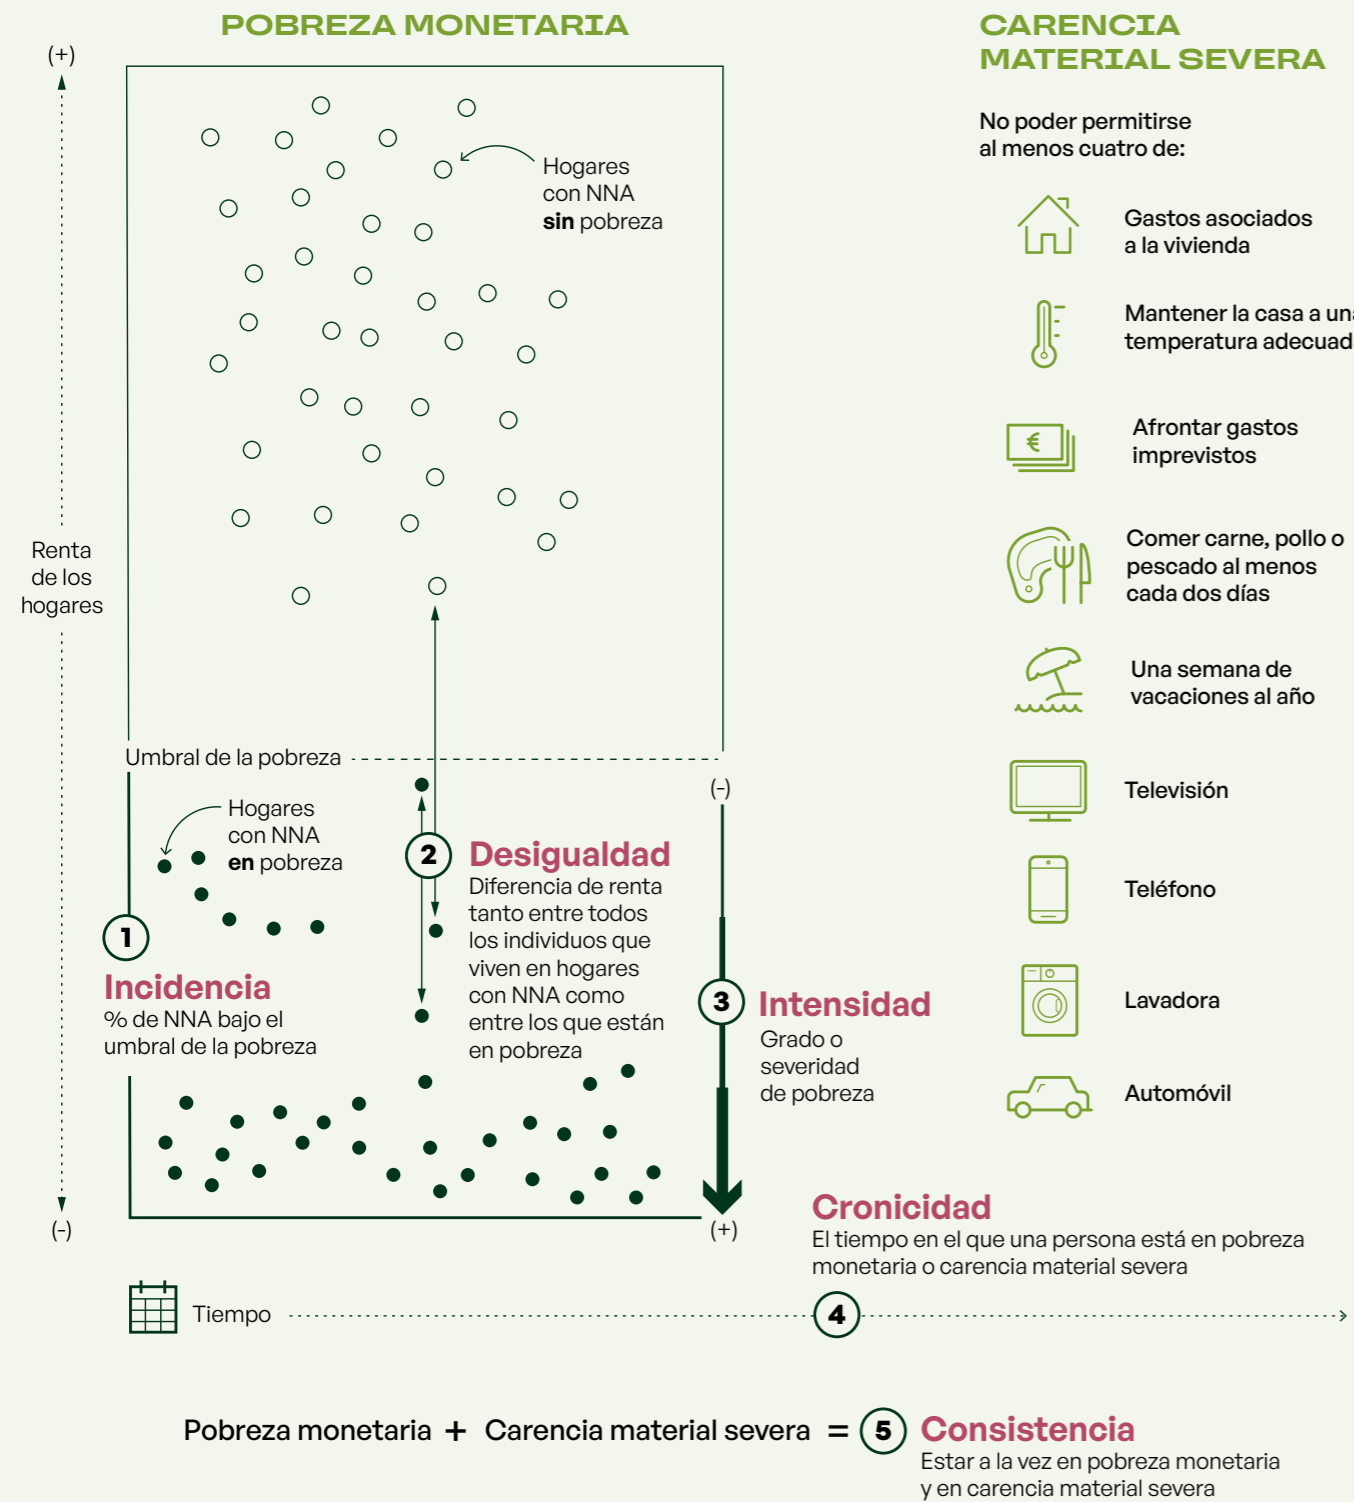 POBREZA MONETARIA
(+)
Renta
de los
hogares
(-)
Hogares
con NNA
sin pobreza
Umbral de la pobreza
Hogares
con NNA
en pobreza
1
Incidencia
% de NNA bajo el
umbral de la pobreza
2
Desigualdad
Diferencia de renta
tanto entre todos
los individuos que
viven en hogares
con NNA como
entre los que están
en pobreza
(-)
3
Intensidad
Grado o
severidad
de pobreza
(+)
CARENCIA
MATERIAL SEVERA
No poder permitirse
al menos cuatro de:
Gastos asociados
a la vivienda
Mantener la casa a una
temperatura adecuad
€
Afrontar gastos
imprevistos
Comer carne, pollo o
pescado al menos
cada dos días
Una semana de
vacaciones al año
Televisión
Teléfono
Lavadora
Automóvil
Cronicidad
El tiempo en el que una persona está en pobreza
monetaria o carencia material severa
Tiempo
4
Pobreza monetaria + Carencia material severa = 5 Consistencia
Estar a la vez en pobreza monetaria
y en carencia material severa